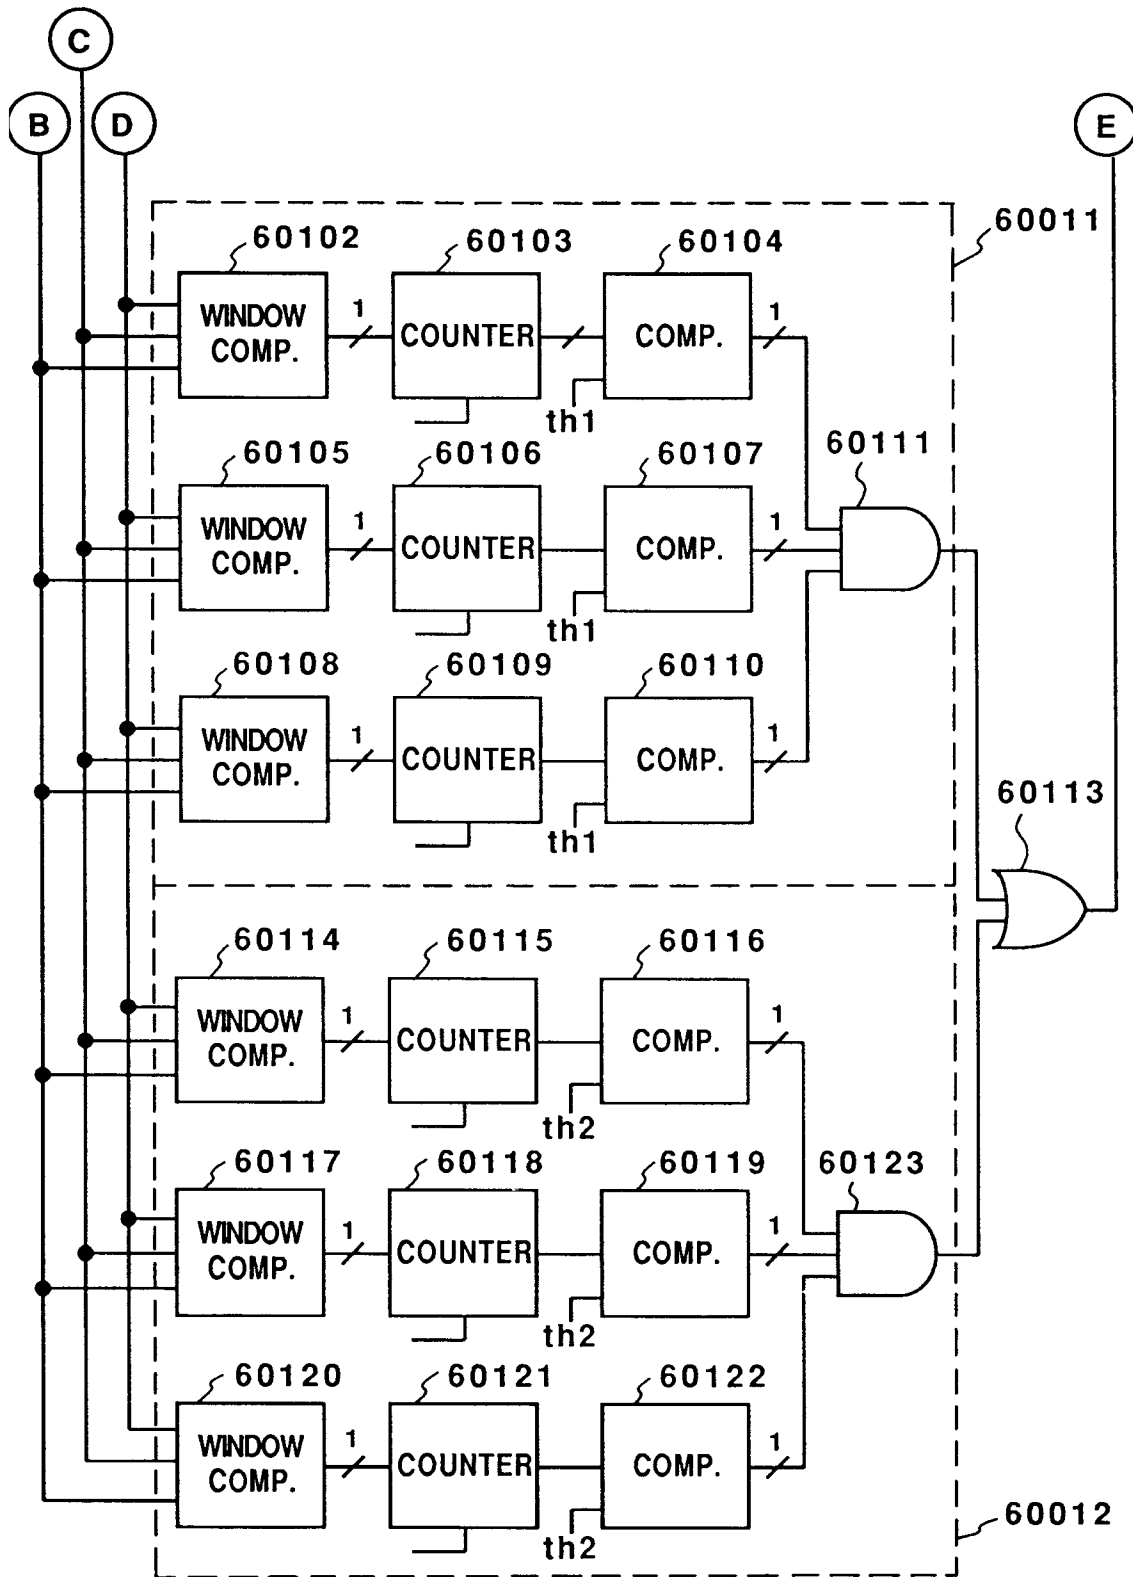 C
B D E
60011
60102 60103 60104
WINDOW COMP.
1
COUNTER
COMP.
1
th1
60111
60105 60106 60107
WINDOW COMP.
1
COUNTER
COMP.
1
th1
60108 60109 60110
WINDOW COMP.
1
COUNTER
COMP.
1
th1
60113
60114 60115 60116
WINDOW COMP.
1
COUNTER
COMP.
1
th2
60117 60118 60119
60123
WINDOW COMP.
1
COUNTER
COMP.
1
th2
60120 60121 60122
WINDOW COMP.
1
COUNTER
COMP.
1
th2
60012